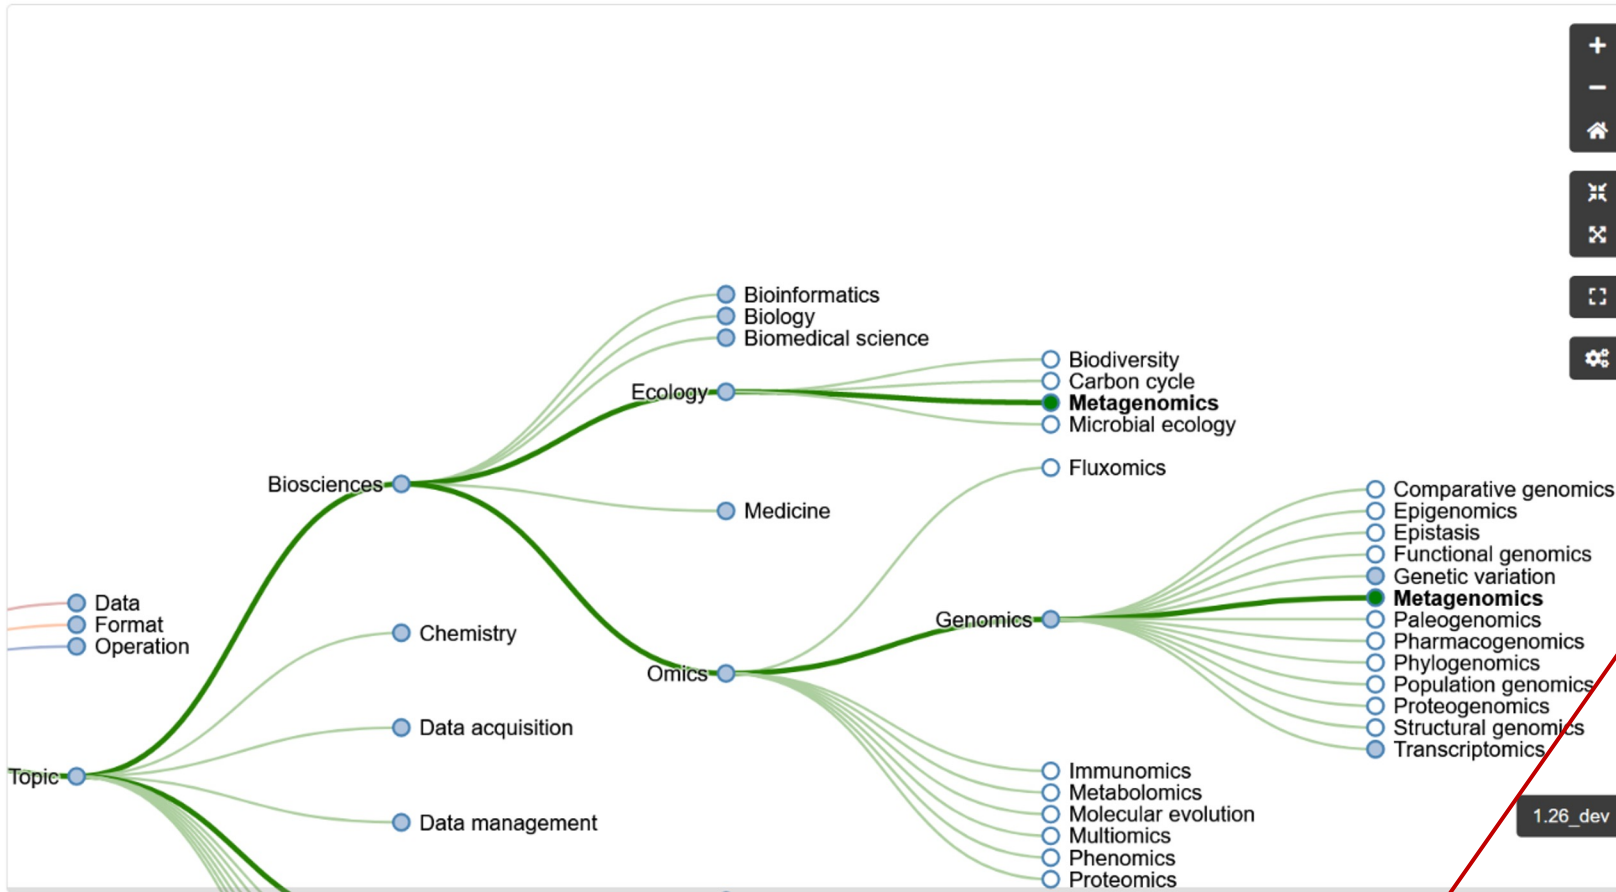 Bioinformatics
Biology
Biomedical science
Ecology
Biodiversity
Carbon cycle
Metagenomics
Microbial ecology
Biosciences
Medicine
Fluxomics
Comparative genomics
Epigenomics
Epistasis
Functional genomics
Genetic variation
Metagenomics
Paleogenomics
Pharmacogenomics
Phylogenomics
Population genomics
Proteogenomics
Structural genomics
Transcriptomics
Genomics
Data
Format
Operation
Chemistry
Omics
Data acquisition
Topic
Immunomics
Metabolomics
Molecular evolution
Multiomics
Phenomics
Proteomics
Data management
1.26_dev